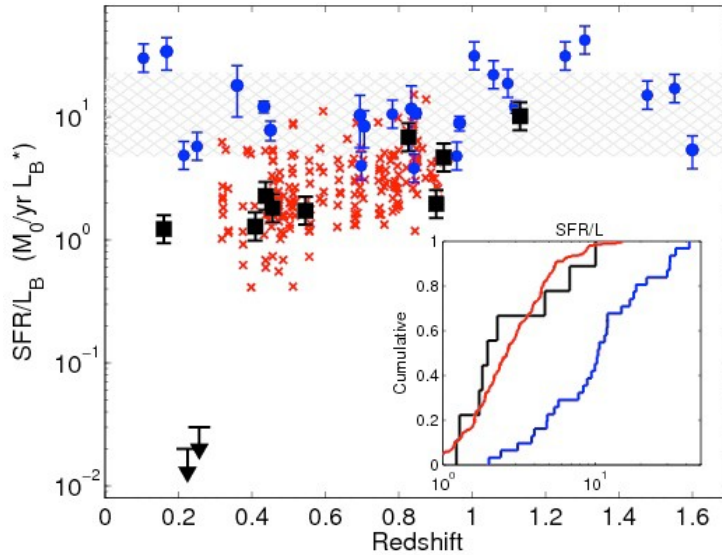 SFR/L_B (M_0/yr L_B^*)
10^1
10^0
10^-1
10^-2
0 0.2 0.4 0.6 0.8 1 1.2 1.4 1.6
Redshift
SFR/L
Cumulative
1
0.8
0.6
0.4
0.2
0
10^0 10^1